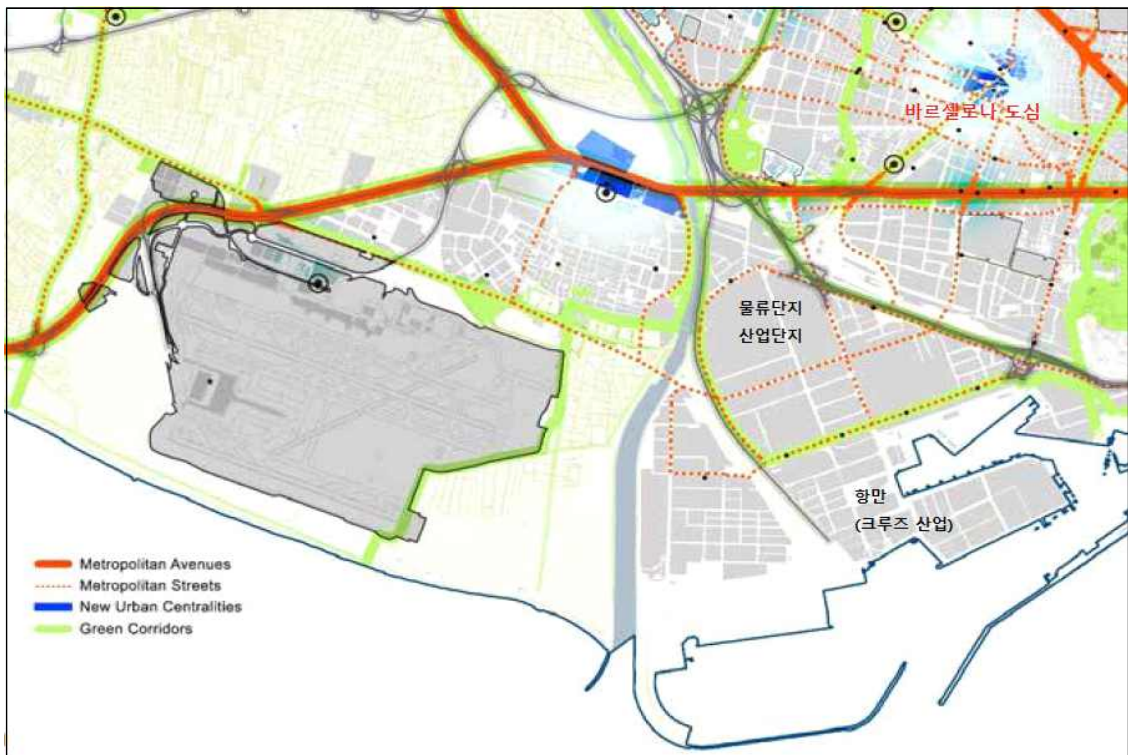 바르셀로나 도심
물류단지
산업단지
항만
(크루즈 산업)
Metropolitan Avenues
Metropolitan Streets
New Urban Centralities
Green Corridors